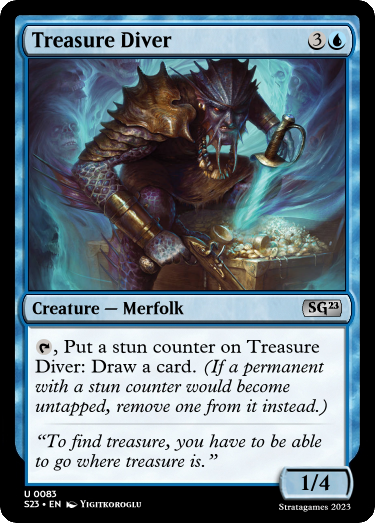 Treasure Diver 3
Creature — Merfolk SG23
, Put a stun counter on Treasure
Diver: Draw a card. (If a permanent
with a stun counter would become
untapped, remove one from it instead.)
“To find treasure, you have to be able
to go where treasure is.”
1/4
U 0083
S23 • EN YIGITKOROGLU
Stratagames 2023